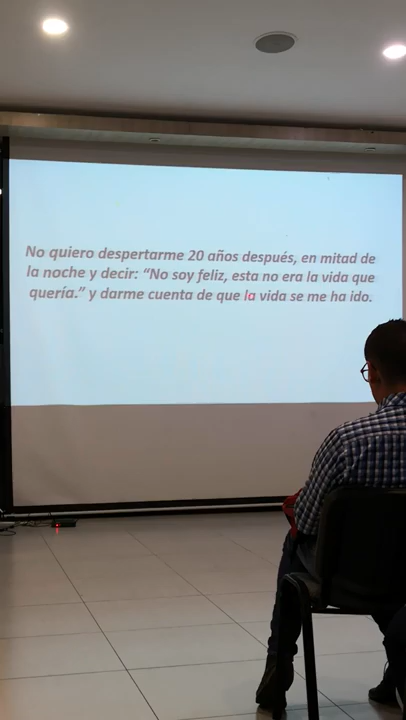 No quiero despertarme 20 años después, en mitad de
la noche y decir: “No soy feliz, esta no era la vida que
quería.” y darme cuenta de que la vida se me ha ido.